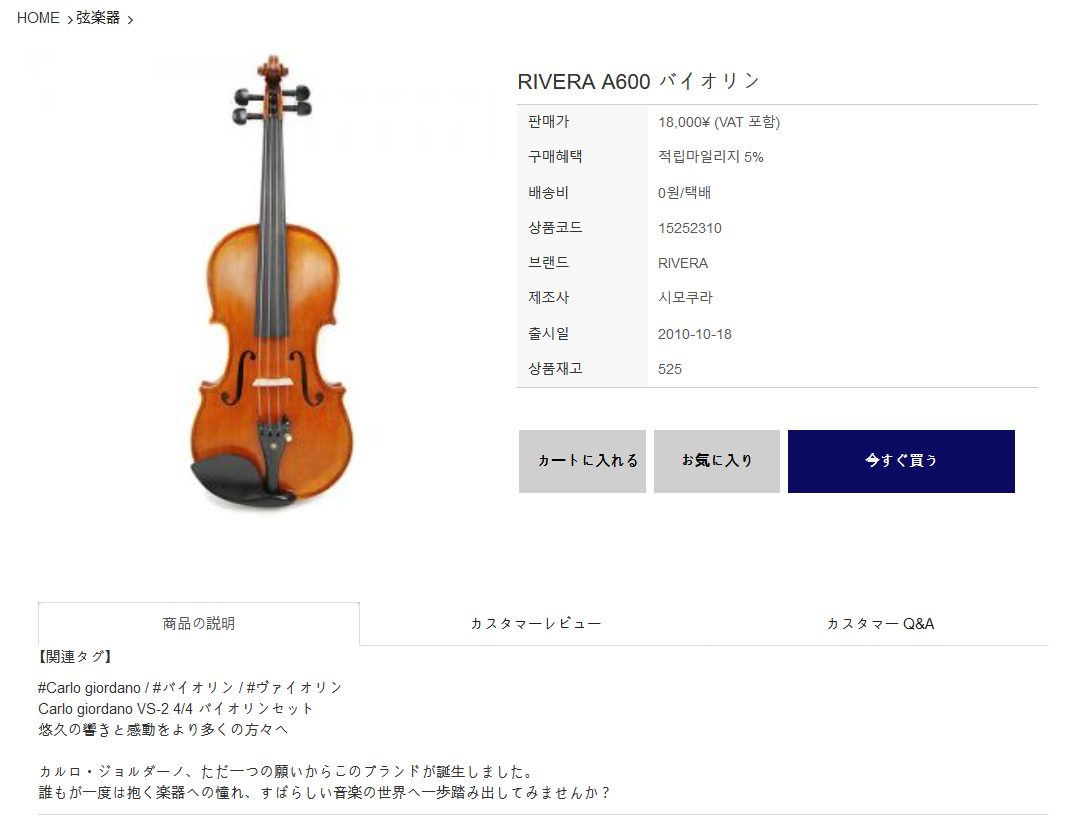 HOME > 弦楽器 >
RIVERA A600 バイオリン
판매가 18,000¥ (VAT 포함)
구매혜택 적립마일리지 5%
배송비 0원/택배
상품코드 15252310
브랜드 RIVERA
제조사 시모쿠라
출시일 2010-10-18
상품재고 525
カートに入れる お気に入り 今すぐ買う
商品の説明 カスタマーレビュー カスタマー Q&A
【関連タグ】
#Carlo giordano / #バイオリン / #ヴァイオリン
Carlo giordano VS-2 4/4 バイオリンセット
悠久の響きと感動をより多くの方々へ
カルロ・ジョルダーノ、ただ一つの願いからこのブランドが誕生しました。
誰もが一度は抱く楽器への憧れ、すばらしい音楽の世界へ一歩踏み出してみませんか？